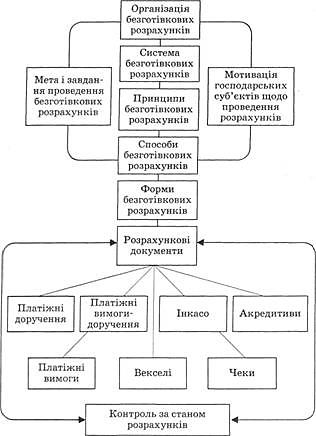 Організація
безготівкових
розрахунків
Система
безготівкових
розрахунків
Мета і завдан-
ня проведення
безготівкових
розрахунків
Принципи
безготівкових
розрахунків
Мотивація
господарських
суб'єктів щодо
проведення
розрахунків
Способи
безготівкових
розрахунків
Форми
безготівкових
розрахунків
Розрахункові
документи
Платіжні
доручення
Платіжні
вимоги-
доручення
Інкасо
Акредитиви
Платіжні
вимоги
Векселі
Чеки
Контроль за станом
розрахунків